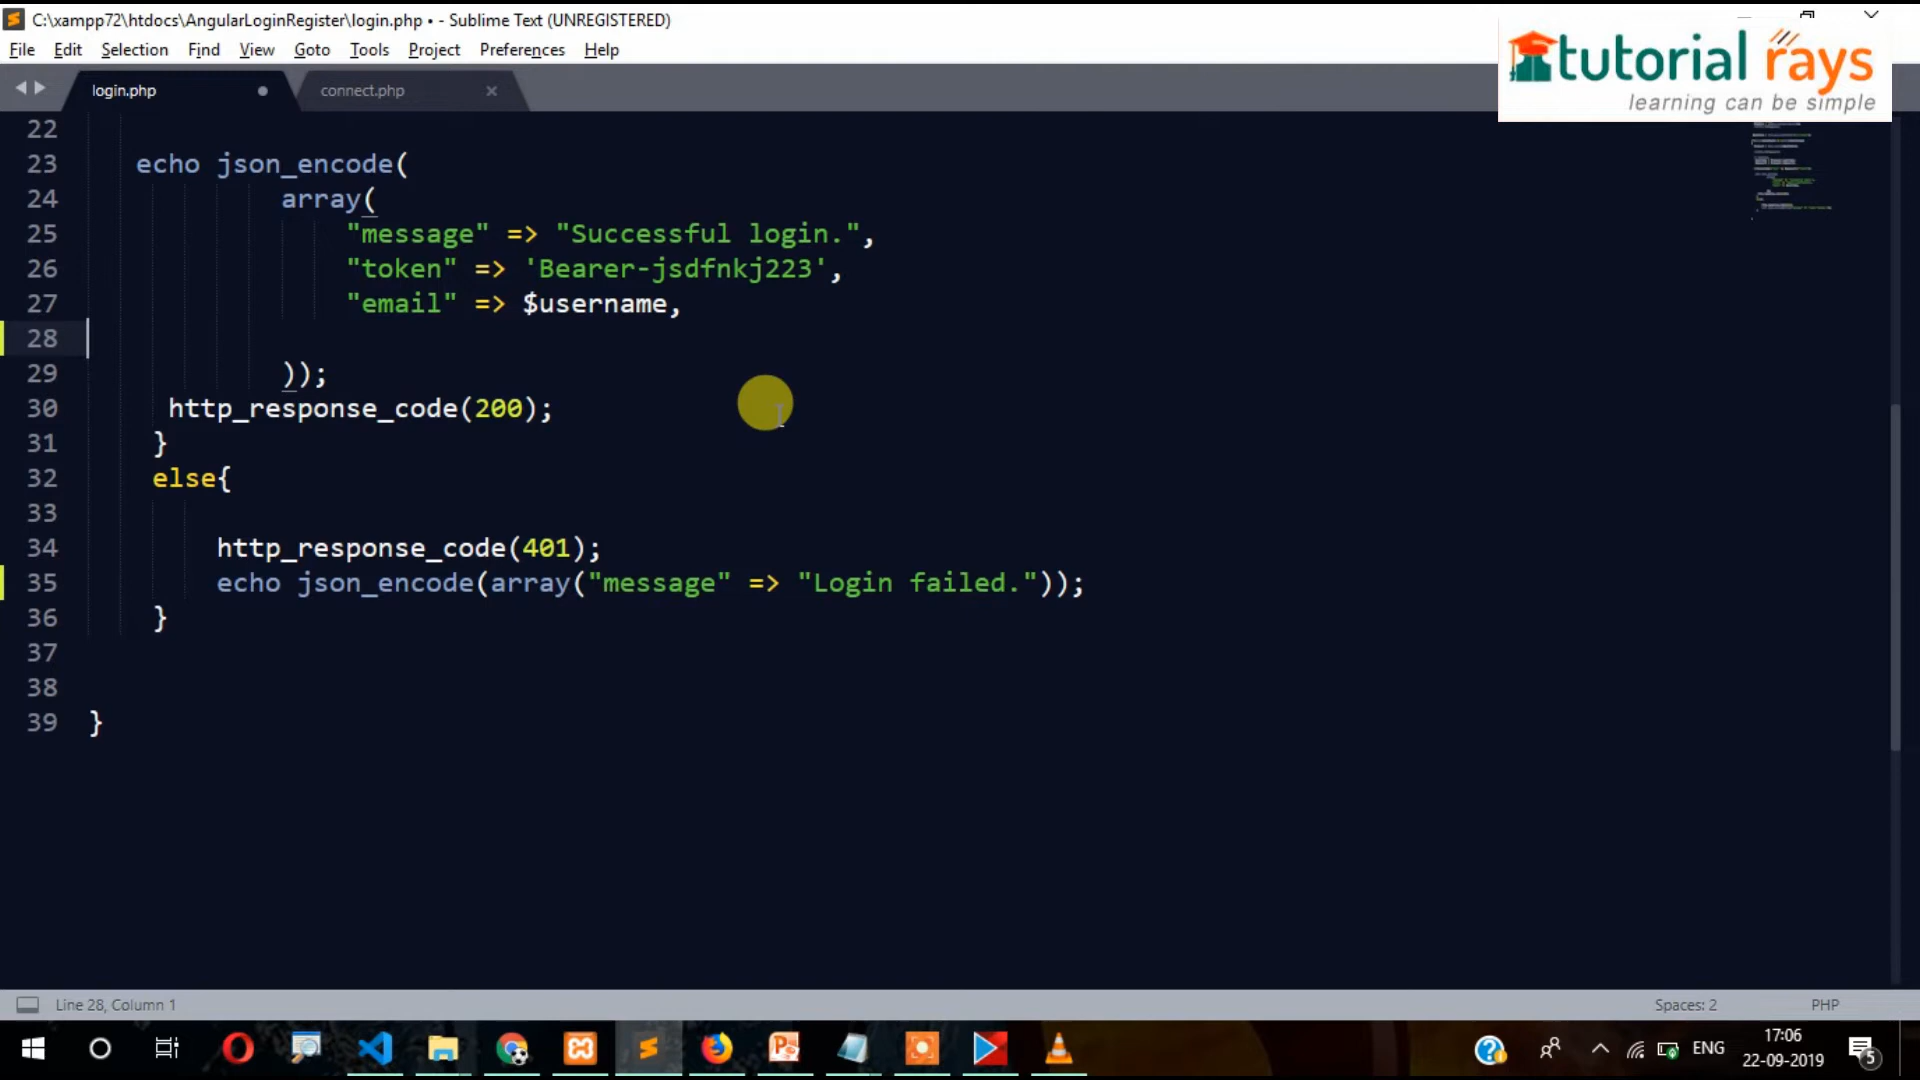 C:\xampp72\htdocs\AngularLoginRegister\login.php • - Sublime Text (UNREGISTERED)
File Edit Selection Find View Goto Tools Project Preferences Help
tutorial rays
learning can be simple
login.php connect.php
22
23 echo json_encode(
24 array(
25 "message" => "Successful login.",
26 "token" => 'Bearer-jsdfnkj223',
27 "email" => $username,
28
29 ));
30 http_response_code(200);
31 }
32 else{
33
34 http_response_code(401);
35 echo json_encode(array("message" => "Login failed."));
36 }
37
38
39 }
Line 28, Column 1 Spaces: 2 PHP
ENG 17:06
22-09-2019 5